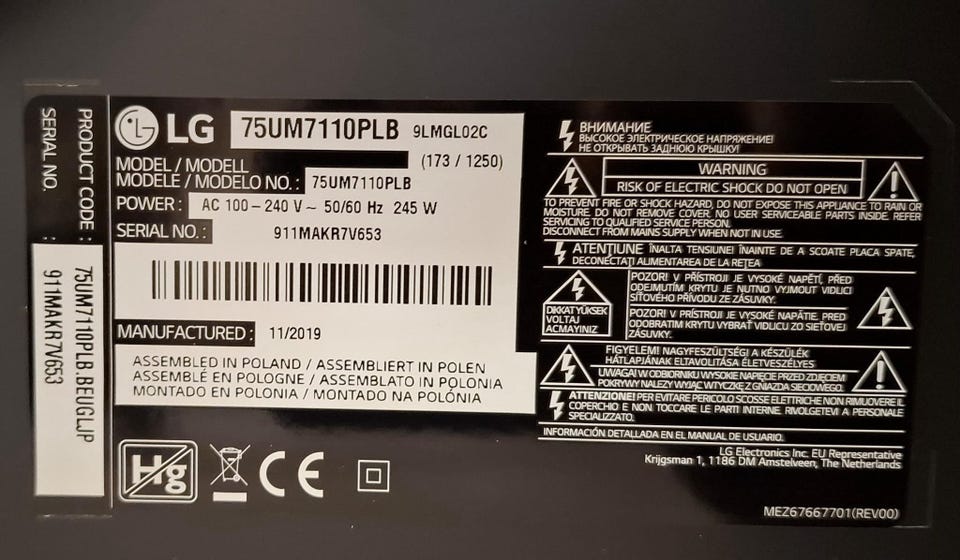 PRODUCT CODE :
SERIAL NO.
75UM7110PLB.BEUGLJP
911MAKR7V653
LG 75UM7110PLB 9LMGL02C
(173 / 1250)
MODEL / MODELL
MODELE / MODELO NO. : 75UM7110PLB
POWER : AC 100-240 V ~ 50/60 Hz 245 W
SERIAL NO. : 911MAKR7V653
MANUFACTURED : 11/2019
ASSEMBLED IN POLAND / ASSEMBLIERT IN POLEN
ASSEMBLÉ EN POLOGNE / ASSEMBLATO IN POLONIA
MONTADO EN POLONIA / MONTADO NA POLÓNIA
Hg
CE
ВНИМАНИЕ
ВЫСОКОЕ ЭЛЕКТРИЧЕСКОЕ НАПРЯЖЕНИЕ!
НЕ ОТКРЫВАТЬ ЗАДНЮЮ КРЫШКУ!
WARNING
RISK OF ELECTRIC SHOCK DO NOT OPEN
TO PREVENT FIRE OR SHOCK HAZARD, DO NOT EXPOSE THIS APPLIANCE TO RAIN OR
MOISTURE. DO NOT REMOVE COVER. NO USER SERVICEABLE PARTS INSIDE. REFER
SERVICING TO QUALIFIED SERVICE PERSON.
DISCONNECT FROM MAINS SUPPLY WHEN NOT IN USE.
ATENŢIUNE ÎNALTA TENSIUNE! ÎNAINTE DE A SCOATE PLACA SPATE,
DECONECTAŢI ALIMENTAREA DE LA REŢEA
DIKKATYÜKSEK
VOLTAJ
AÇMAYINIZ
POZOR! V PŘÍSTROJI JE VYSOKÉ NAPĚTÍ, PŘED
ODEJMUTÍM KRYTU JE NUTNO VYJMOUT VIDLICI
SÍŤOVÉHO PŘÍVODU ZE ZÁSUVKY.
POZOR! V PRÍSTROJI JE VYSOKÉ NAPÄTIE, PRED
ODOBRATIM KRYTU VYBRAŤ VIDLICU ZO SIEŤOVEJ
ZÁSUVKY.
FIGYELEM! NAGYFESZÜLTSÉG! A KÉSZÜLÉK
HÁTLAPJÁNAK ELTÁVOLÍTÁSA ÉLETVESZÉLYES
UWAGA! W ODBIORNIKU WYSOKIE NAPIĘCIE PRZED ZDJĘCIEM
POKRYWY NALEŻY WYJĄĆ WTYCZKĘ Z GNIAZDA SIECIOWEGO.
ATTENZIONE! PER EVITARE PERICOLO SCOSSE ELETTRICHE NON RIMUOVERE IL
COPERCHIO E NON TOCCARE LE PARTI INTERNE. RIVOLGETEVI A PERSONALE
SPECIALIZZATO.
INFORMACIÓN DETALLADA EN EL MANUAL DE USUARIO.
LG Electronics Inc. EU Representative
Krijgsman 1, 1186 DM Amstelveen, The Netherlands
MEZ67667701(REV00)